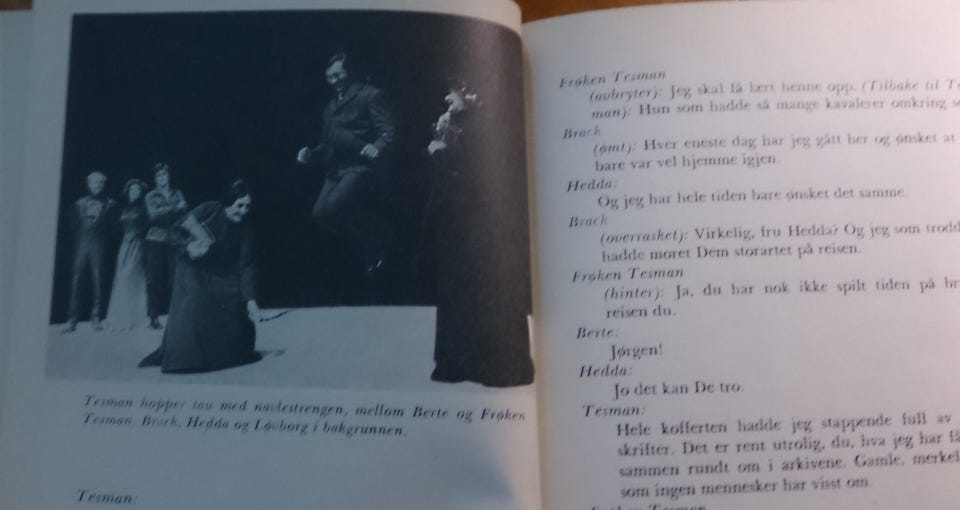 Tesman hopper tau med navlestrengen, mellom Berte og Frøken
Tesman. Brack, Hedda og Løvborg i bakgrunnen.
Tesman:
Frøken Tesman
(avbryter): Jeg skal få lært henne opp. (Tilbake til
man): Hun som hadde så mange kavalerer omkring
Brack
(ømt): Hver eneste dag har jeg gått her og ønsket at
bare var vel hjemme igjen.
Hedda:
Og jeg har hele tiden bare ønsket det samme.
Brack
(overrasket): Virkelig, fru Hedda? Og jeg som
hadde moret Dem storartet på reisen.
Frøken Tesman
(hinter): Ja, du har nok ikke spilt tiden på
reisen du.
Berte:
Jørgen!
Hedda:
Jo det kan De tro.
Tesman:
Hele kofferten hadde jeg stappende full av
skrifter. Det er rent utrolig, du, hva jeg har
sammen rundt om i arkivene. Gamle,
som ingen mennesker har visst om.
Frøken Tesman